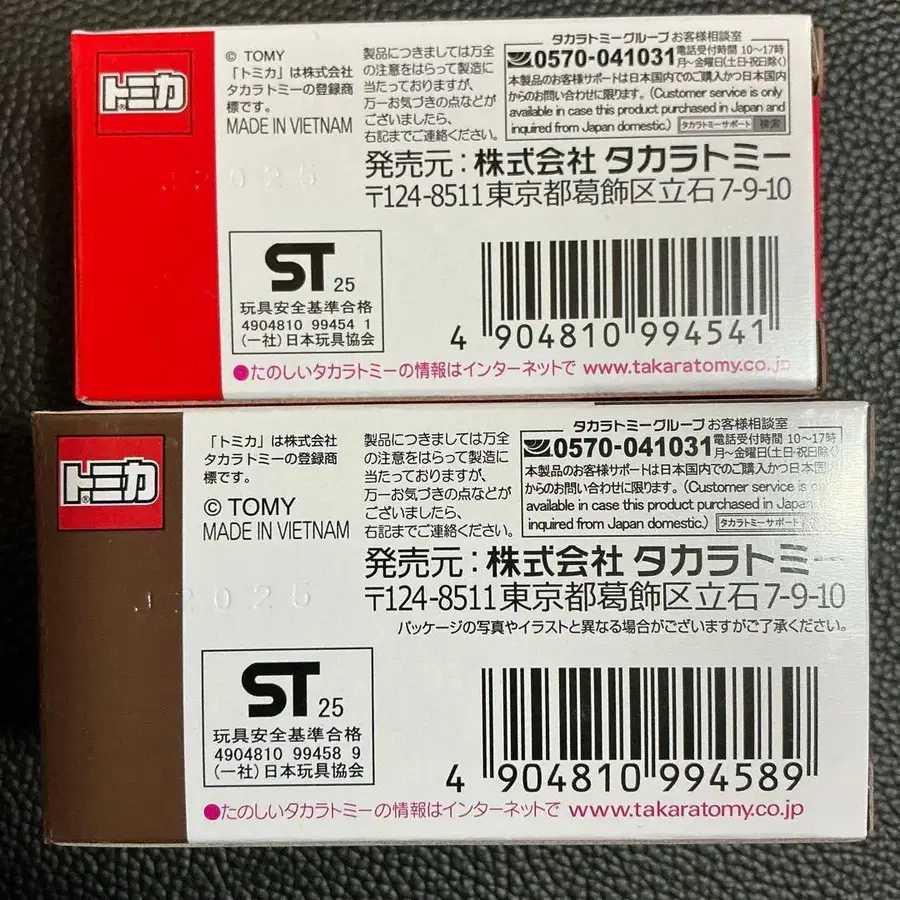 トミカ
© TOMY
「トミカ」は株式会社
タカラトミーの登録商
標です。
MADE IN VIETNAM
製品につきましては万全
の注意をはらって製造に
当たっておりますが、
万一お気づきの点などが
ございましたら、
右記までご連絡ください。
タカラトミーグループ お客様相談室
0570-041031 電話受付時間 10～17時
月～金曜日(土日・祝日除く)
本製品のお客様サポートは日本国内でのご購入かつ日本国内
からのお問い合わせに限ります。(Customer service is only
available in case this product purchased in Japan and
inquired from Japan domestic.) タカラトミーサポート 検索
発売元：株式会社 タカラトミー
〒124-8511東京都葛飾区立石7-9-10
2025
ST 25
玩具安全基準合格
4904810 99454 1
(一社)日本玩具協会
4 904810 994541
●たのしいタカラトミーの情報はインターネットで www.takaratomy.co.jp
トミカ
「トミカ」は株式会社
タカラトミーの登録商
標です。
© TOMY
MADE IN VIETNAM
製品につきましては万全
の注意をはらって製造に
当たっておりますが、
万一お気づきの点などが
ございましたら、
右記までご連絡ください。
タカラトミーグループ お客様相談室
0570-041031 電話受付時間 10～17時
月～金曜日(土日・祝日除く)
本製品のお客様サポートは日本国内でのご購入かつ日本国
からのお問い合わせに限ります。(Customer service is on
available in case this product purchased in Japan
inquired from Japan domestic.) タカラトミーサポート
発売元：株式会社 タカラトミー
〒124-8511東京都葛飾区立石7-9-10
パッケージの写真やイラストと異なる場合がございますがご了承ください。
J2025
ST 25
玩具安全基準合格
4904810 99458 9
(一社)日本玩具協会
4 904810 994589
●たのしいタカラトミーの情報はインターネットで www.takaratomy.co.jp